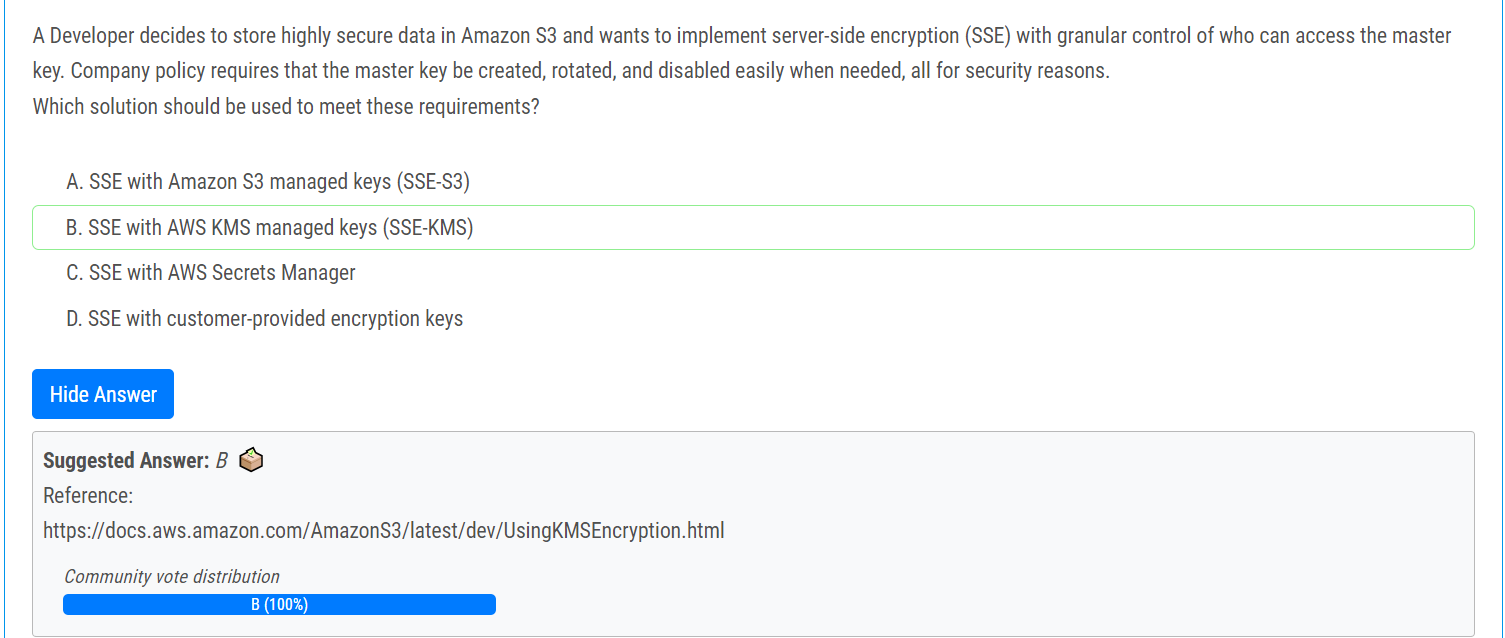 A Developer decides to store highly secure data in Amazon S3 and wants to implement server-side encryption (SSE) with granular control of who can access the master
key. Company policy requires that the master key be created, rotated, and disabled easily when needed, all for security reasons.
Which solution should be used to meet these requirements?
A. SSE with Amazon S3 managed keys (SSE-S3)
B. SSE with AWS KMS managed keys (SSE-KMS)
C. SSE with AWS Secrets Manager
D. SSE with customer-provided encryption keys
Hide Answer
Suggested Answer: B
Reference:
https://docs.aws.amazon.com/AmazonS3/latest/dev/UsingKMSEncryption.html
Community vote distribution
B (100%)